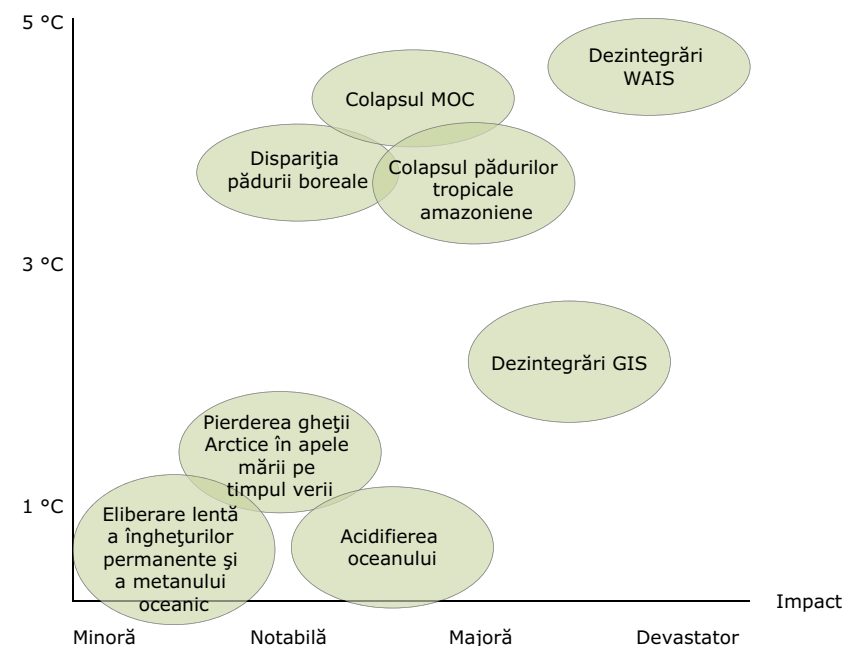 5 °C
Dezintegrări
WAIS
Colapsul MOC
Dispariţia
pădurii boreale
Colapsul pădurilor
tropicale
amazoniene
3 °C
Dezintegrări GIS
Pierderea gheţii
Arctice în apele
mării pe
timpul verii
1 °C
Eliberare lentă
a îngheţurilor
permanente şi
a metanului
oceanic
Acidifierea
oceanului
Impact
Minoră
Notabilă
Majoră
Devastator